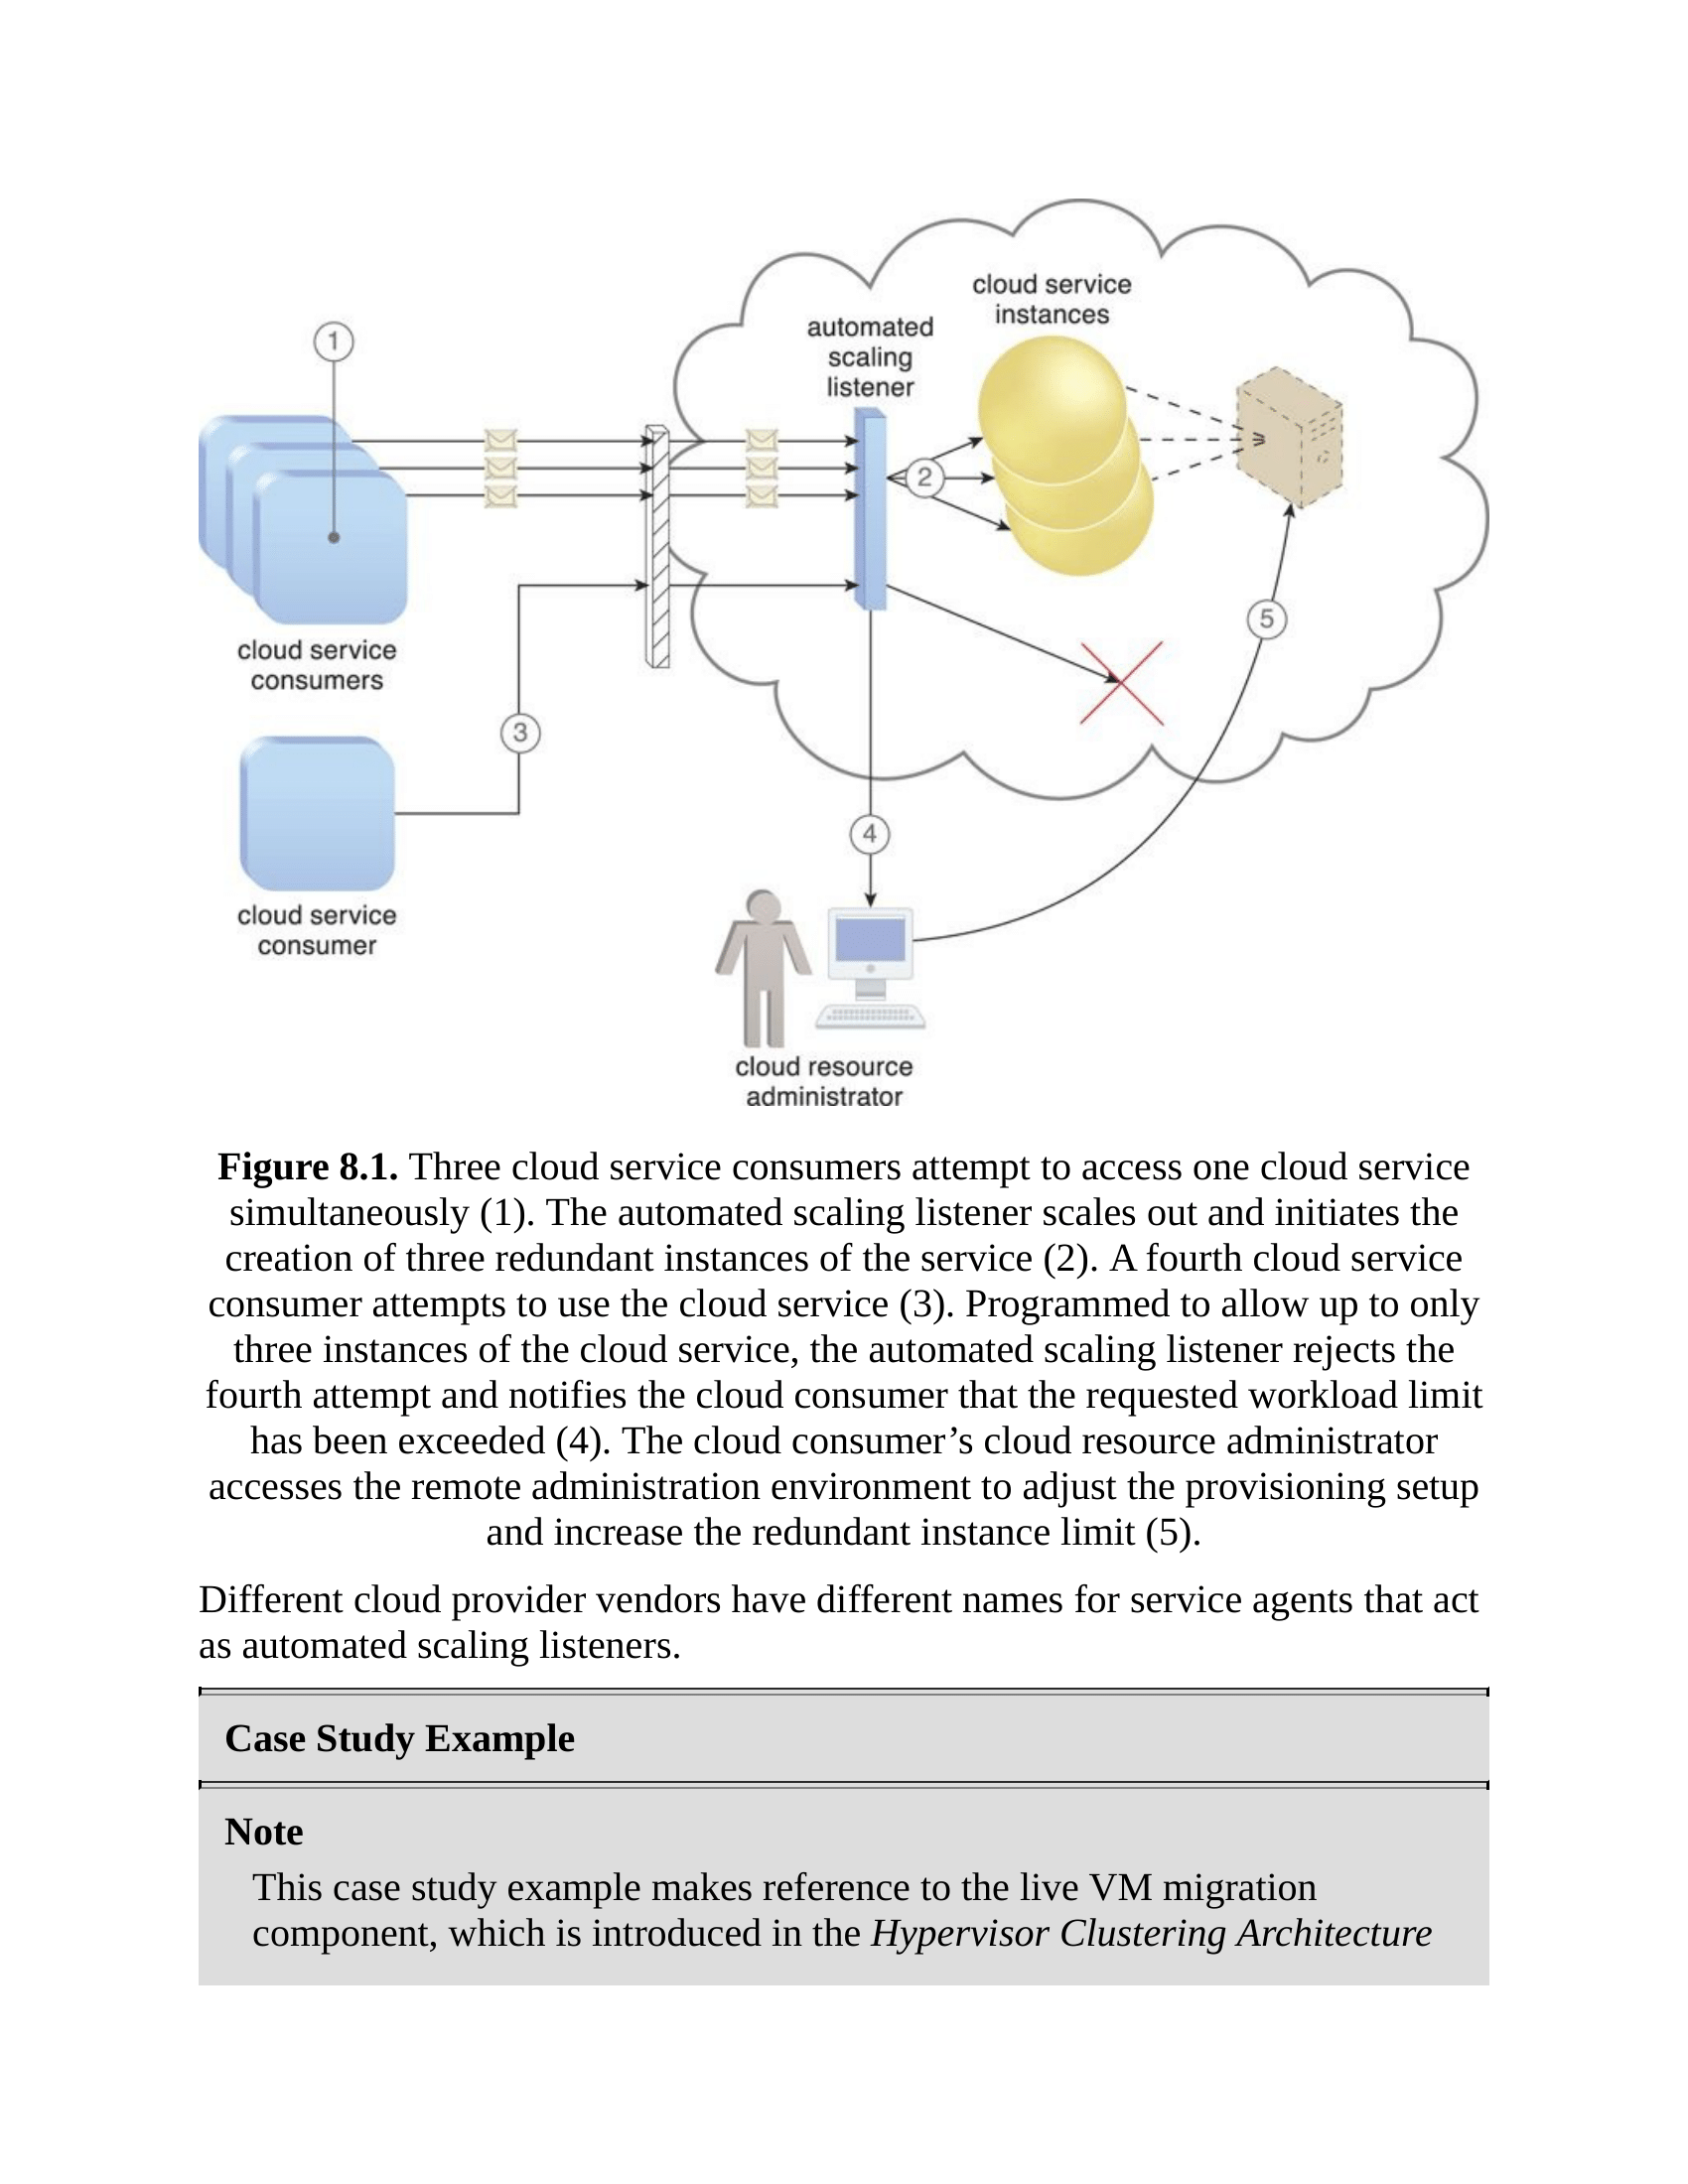 cloud service
instances
automated
scaling
listener
1
2
5
cloud service
consumers
3
4
cloud service
consumer
cloud resource
administrator
Figure 8.1. Three cloud service consumers attempt to access one cloud service
simultaneously (1). The automated scaling listener scales out and initiates the
creation of three redundant instances of the service (2). A fourth cloud service
consumer attempts to use the cloud service (3). Programmed to allow up to only
three instances of the cloud service, the automated scaling listener rejects the
fourth attempt and notifies the cloud consumer that the requested workload limit
has been exceeded (4). The cloud consumer’s cloud resource administrator
accesses the remote administration environment to adjust the provisioning setup
and increase the redundant instance limit (5).
Different cloud provider vendors have different names for service agents that act
as automated scaling listeners.
Case Study Example
Note
This case study example makes reference to the live VM migration
component, which is introduced in the Hypervisor Clustering Architecture